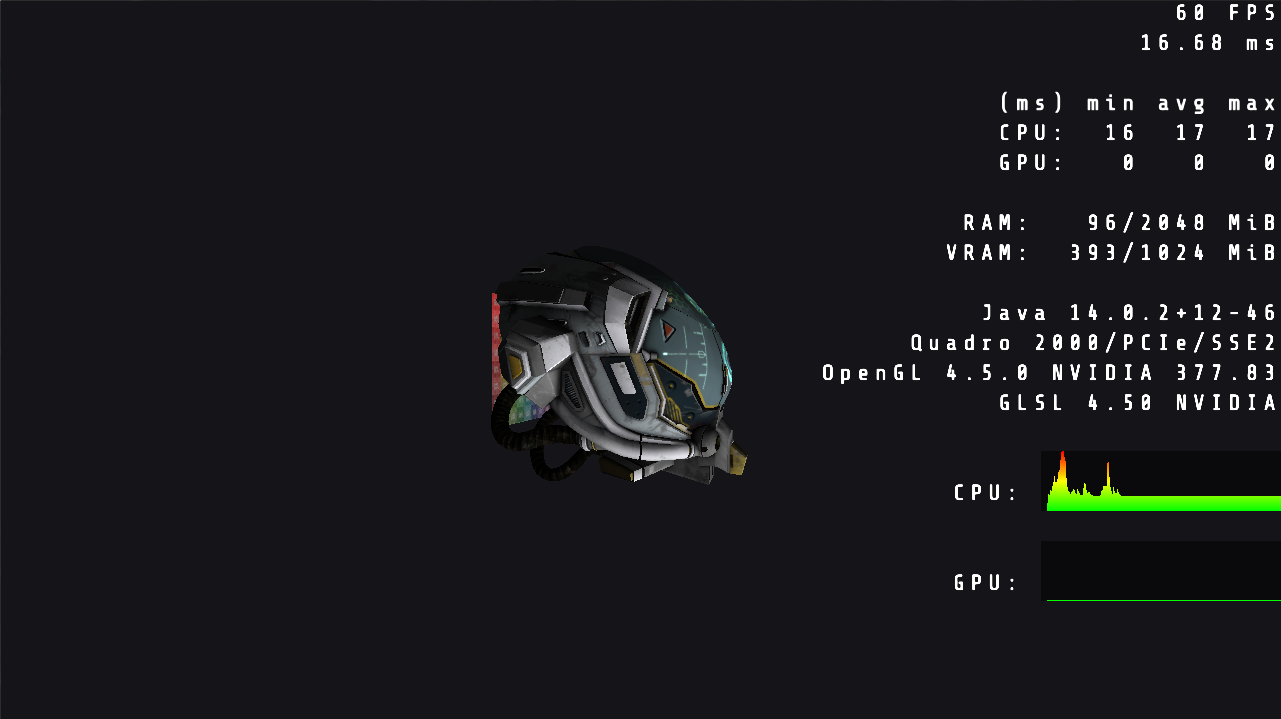 60 FPS
16.68 ms
(ms) min avg max
CPU: 16 17 17
GPU: 0 0 0
RAM: 96/2048 MiB
VRAM: 393/1024 MiB
Java 14.0.2+12-46
Quadro 2000/PCIe/SSE2
OpenGL 4.5.0 NVIDIA 377.83
GLSL 4.50 NVIDIA
CPU:
GPU: